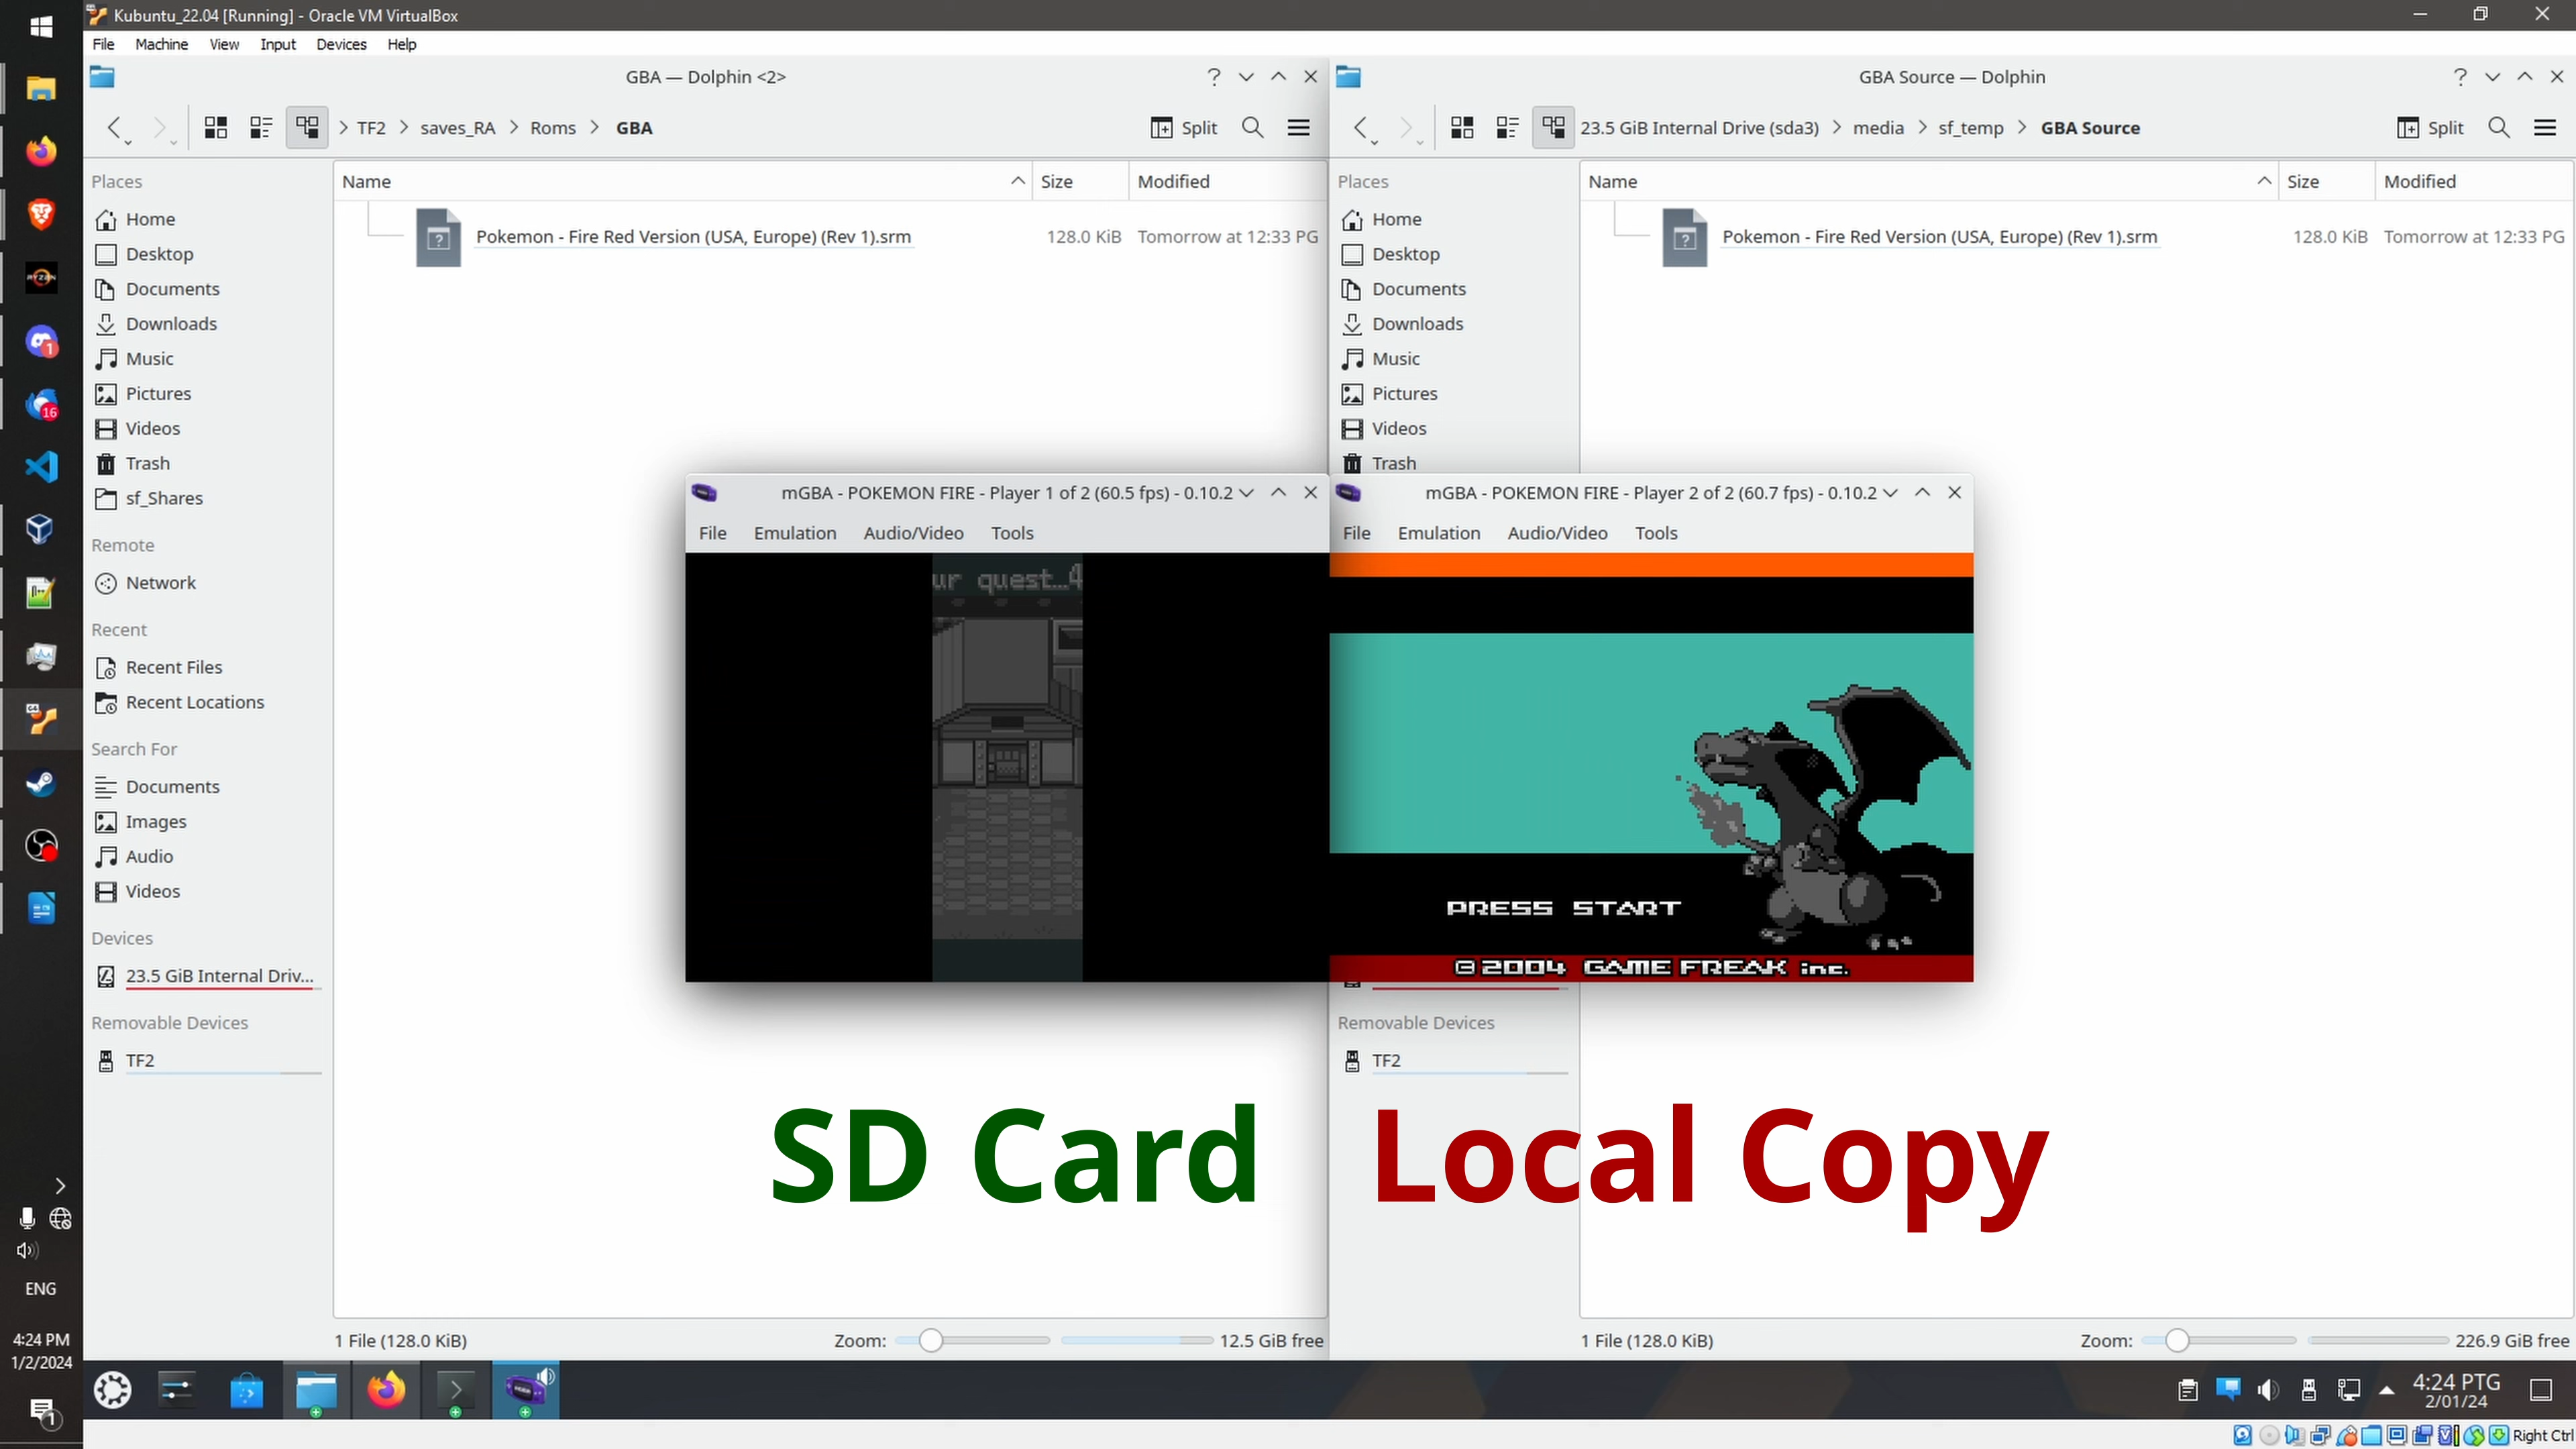 Kubuntu_22.04 [Running] - Oracle VM VirtualBox
File Machine View Input Devices Help
GBA — Dolphin <2>
TF2 saves_RA Roms GBA
Split
Places
Home
Desktop
Documents
Downloads
Music
Pictures
Videos
Trash
sf_Shares
Remote
Network
Recent
Recent Files
Recent Locations
Search For
Documents
Images
Audio
Videos
Devices
23.5 GiB Internal Driv...
Removable Devices
TF2
Name Size Modified
Pokemon - Fire Red Version (USA, Europe) (Rev 1).srm 128.0 KiB Tomorrow at 12:33 PG
1 File (128.0 KiB)
Zoom:
12.5 GiB free
GBA Source — Dolphin
23.5 GiB Internal Drive (sda3) media sf_temp GBA Source
Split
Places
Home
Desktop
Documents
Downloads
Music
Pictures
Videos
Trash
Removable Devices
TF2
Name Size Modified
Pokemon - Fire Red Version (USA, Europe) (Rev 1).srm 128.0 KiB Tomorrow at 12:33 PG
1 File (128.0 KiB)
Zoom:
226.9 GiB free
mGBA - POKEMON FIRE - Player 1 of 2 (60.5 fps) - 0.10.2
File Emulation Audio/Video Tools
ur quest...4
mGBA - POKEMON FIRE - Player 2 of 2 (60.7 fps) - 0.10.2
File Emulation Audio/Video Tools
PRESS START
©2004 GAME FREAK inc.
SD Card
Local Copy
RYZEN
1
16
64
ENG
4:24 PM
1/2/2024
1
4:24 PTG
2/01/24
Right Ctrl